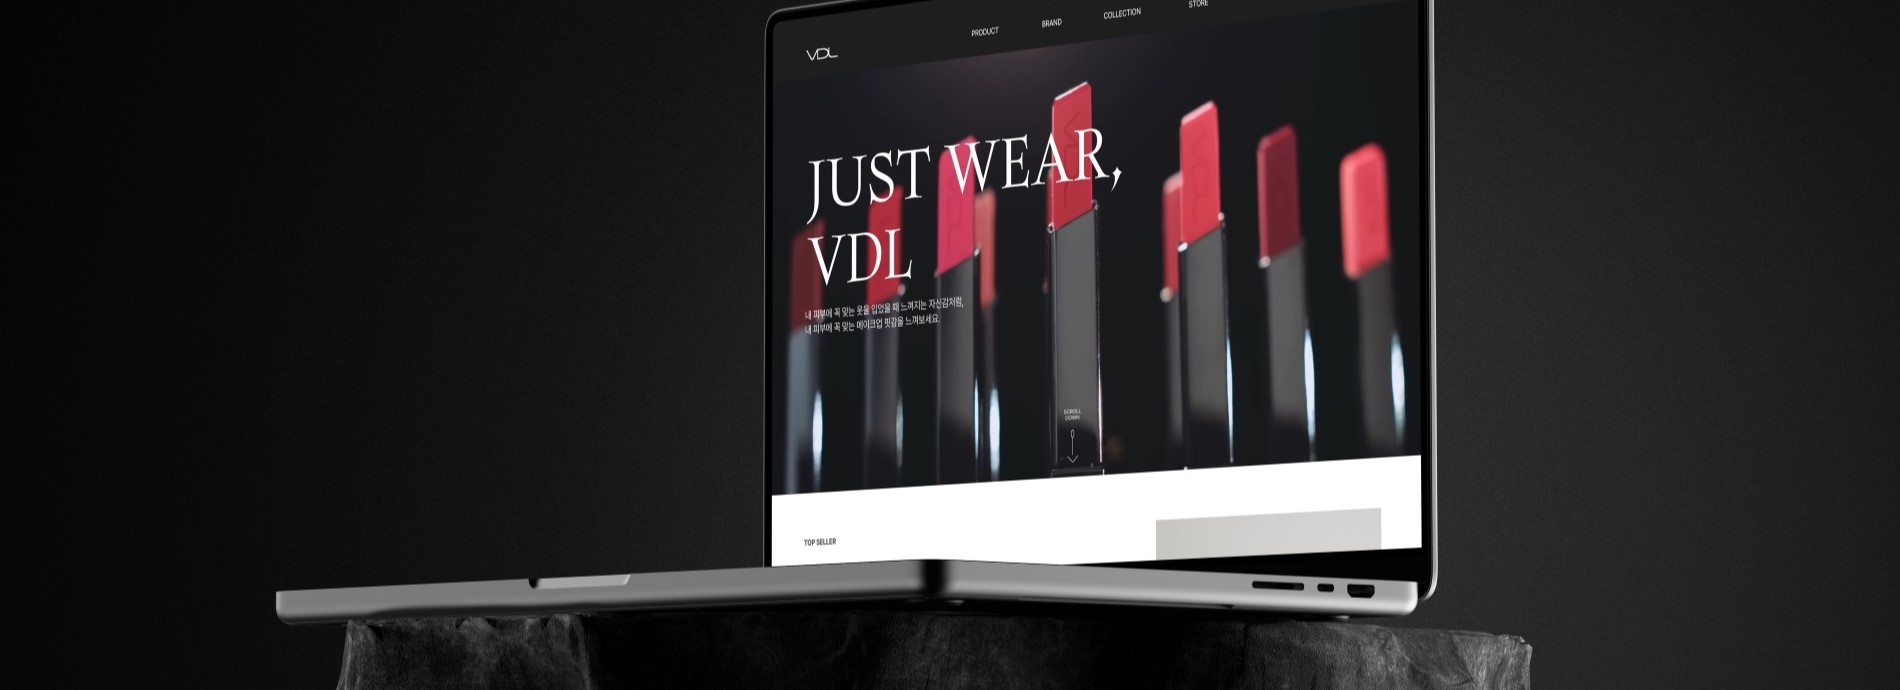 VDL
PRODUCT
BRAND
COLLECTION
STORE
JUST WEAR,
VDL
내 피부에 꼭 맞는 옷을 입었을 때 느껴지는 자신감처럼,
내 피부에 꼭 맞는 메이크업 핏감을 느껴보세요.
SCROLL
DOWN
TOP SELLER